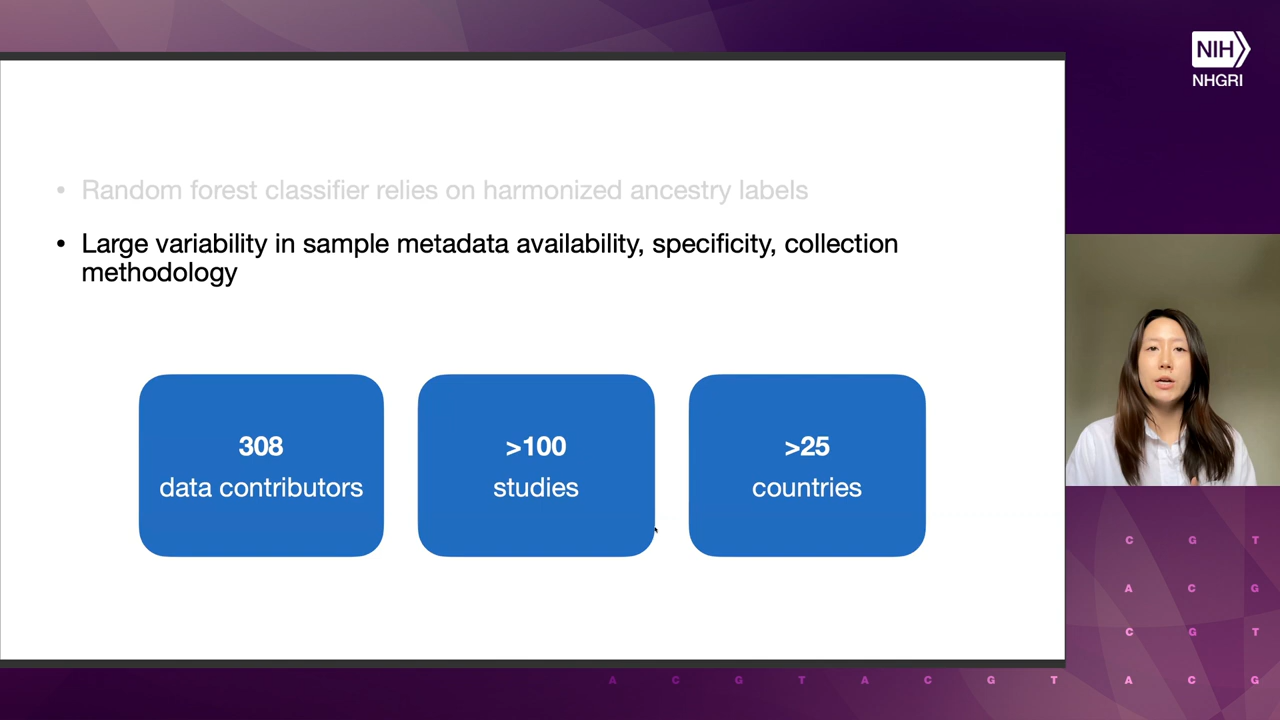 NIH
NHGRI
• Random forest classifier relies on harmonized ancestry labels
• Large variability in sample metadata availability, specificity, collection
methodology
308
data contributors
>100
studies
>25
countries
C G T
A C G
C G T
A C G T A C G T A C G